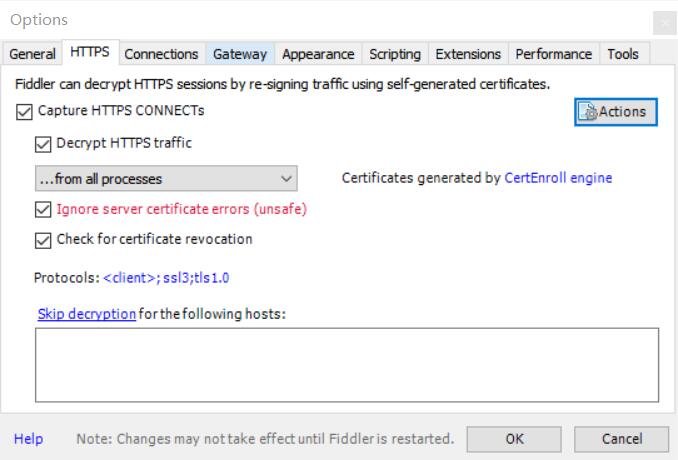 Options
General HTTPS Connections Gateway Appearance Scripting Extensions Performance Tools
Fiddler can decrypt HTTPS sessions by re-signing traffic using self-generated certificates.
Capture HTTPS CONNECTs
Actions
Decrypt HTTPS traffic
...from all processes
Certificates generated by CertEnroll engine
Ignore server certificate errors (unsafe)
Check for certificate revocation
Protocols: <client>; ssl3;tls1.0
Skip decryption for the following hosts:
Help Note: Changes may not take effect until Fiddler is restarted. OK Cancel